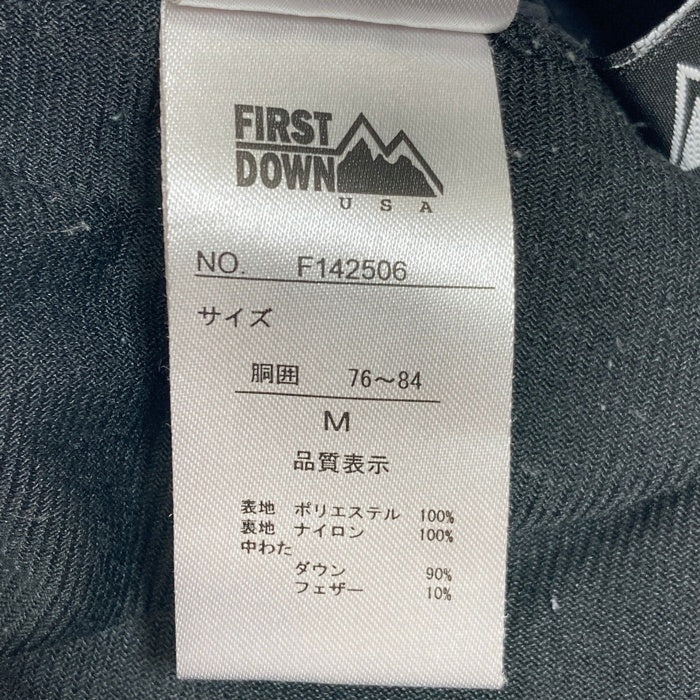 FIRST
DOWN
USA
NO. F142506
サイズ
胴囲 76～84
M
品質表示
表地 ポリエステル 100%
裏地 ナイロン 100%
中わた
ダウン 90%
フェザー 10%